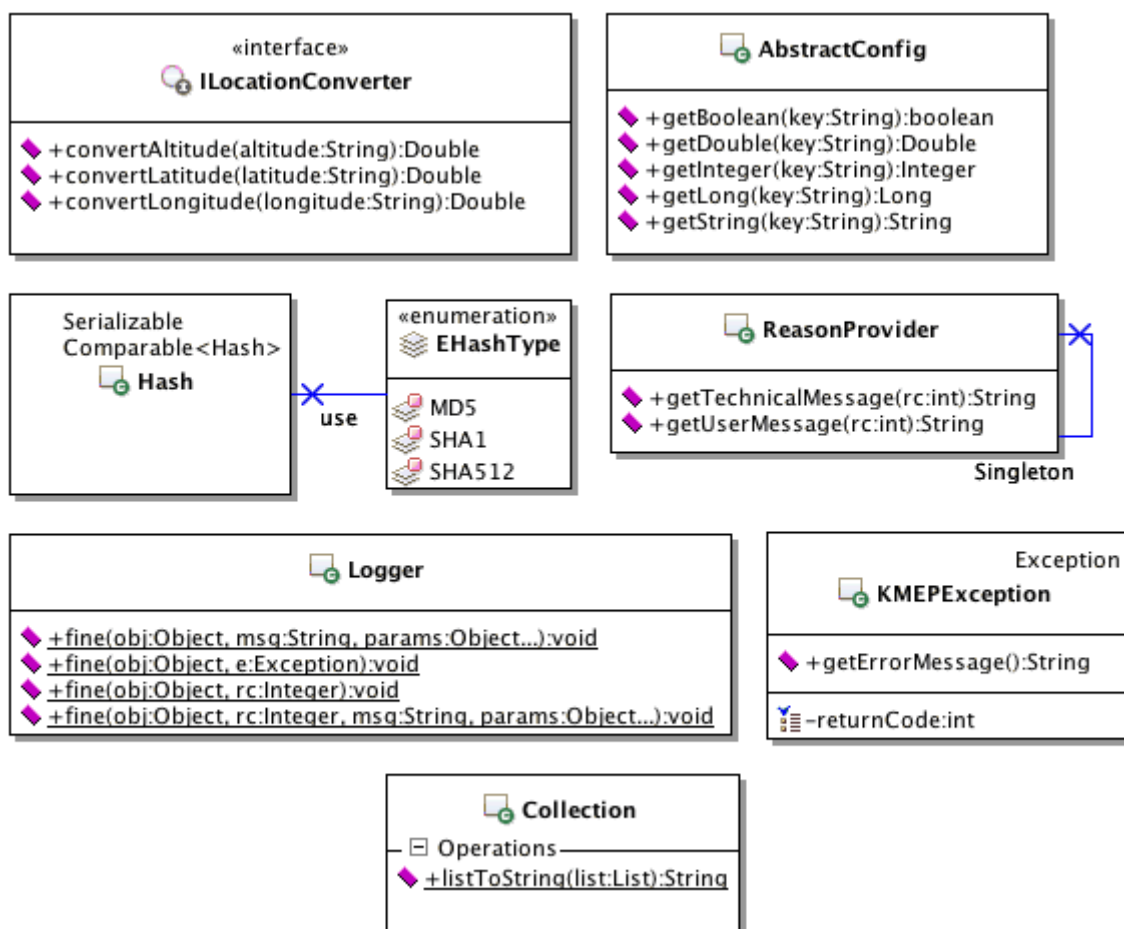 «interface»
ILocationConverter
+convertAltitude(altitude:String):Double
+convertLatitude(latitude:String):Double
+convertLongitude(longitude:String):Double
AbstractConfig
+getBoolean(key:String):boolean
+getDouble(key:String):Double
+getInteger(key:String):Integer
+getLong(key:String):Long
+getString(key:String):String
Serializable
Comparable<Hash>
Hash
use
«enumeration»
EHashType
MD5
SHA1
SHA512
ReasonProvider
+getTechnicalMessage(rc:int):String
+getUserMessage(rc:int):String
Singleton
Logger
+fine(obj:Object, msg:String, params:Object...):void
+fine(obj:Object, e:Exception):void
+fine(obj:Object, rc:Integer):void
+fine(obj:Object, rc:Integer, msg:String, params:Object...):void
Exception
KMEPException
+getErrorMessage():String
-returnCode:int
Collection
Operations
+listToString(list:List):String